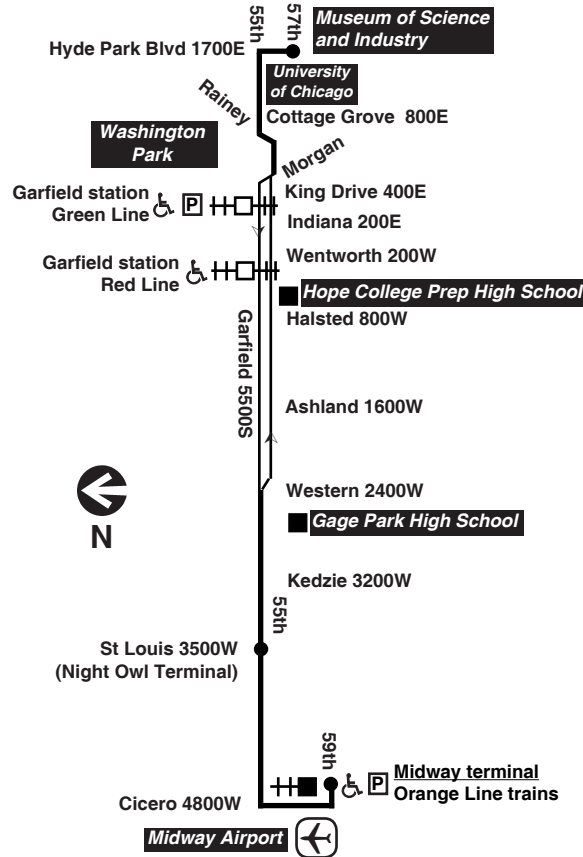 55th
57th
Museum of Science
and Industry
Hyde Park Blvd 1700E
University
of Chicago
Rainey
Cottage Grove 800E
Washington
Park
Morgan
Garfield station
Green Line
P
King Drive 400E
Indiana 200E
Garfield station
Red Line
Wentworth 200W
Hope College Prep High School
Halsted 800W
Garfield 5500S
Ashland 1600W
N
Western 2400W
Gage Park High School
Kedzie 3200W
55th
St Louis 3500W
(Night Owl Terminal)
59th
P
Midway terminal
Orange Line trains
Cicero 4800W
Midway Airport